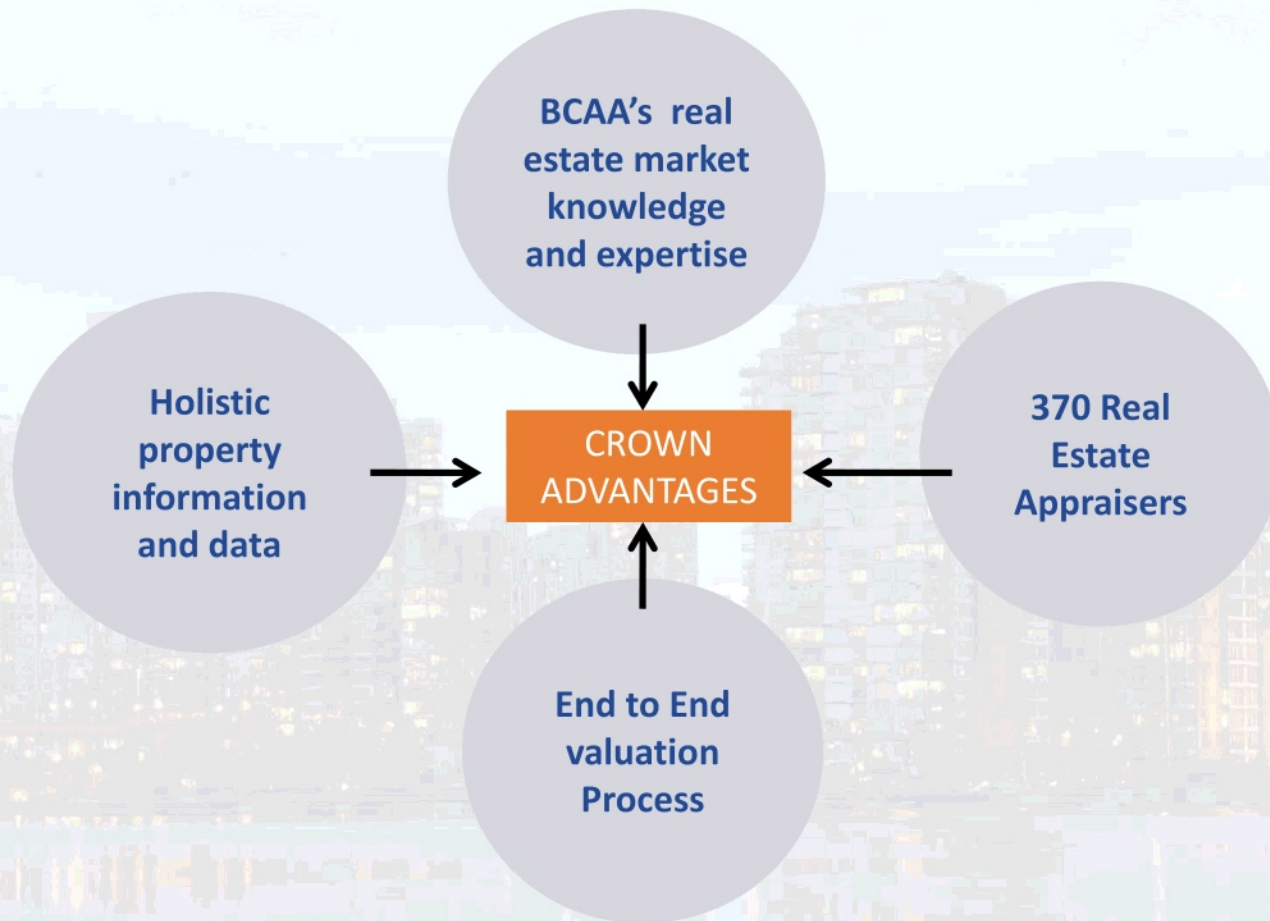 BCAA's  real
estate market
knowledge
and expertise
Holistic
property
information
and data
CROWN
ADVANTAGES
370 Real
Estate
Appraisers
End to End
valuation
Process